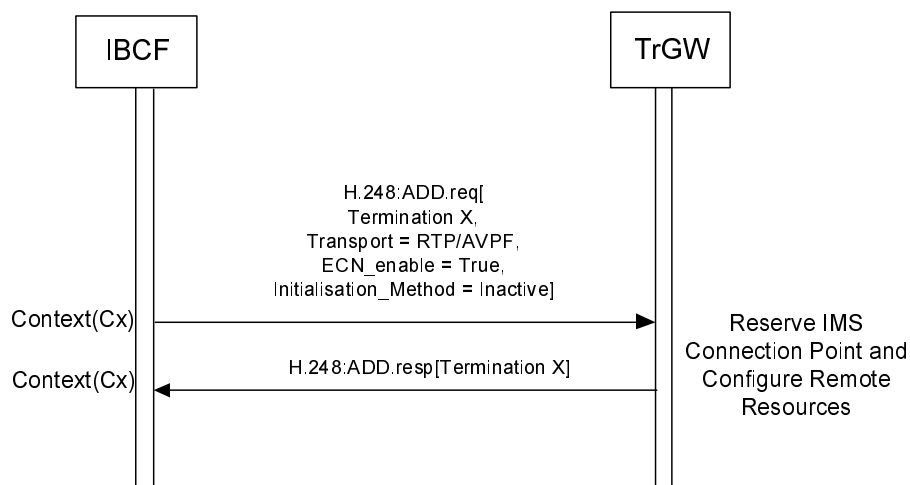 IBCF
TrGW
H.248:ADD.req[
Termination X,
Transport = RTP/AVPF,
ECN_enable = True,
Initialisation_Method = Inactive]
Context(Cx)
Reserve IMS
Connection Point and
Configure Remote
Resources
H.248:ADD.resp[Termination X]
Context(Cx)